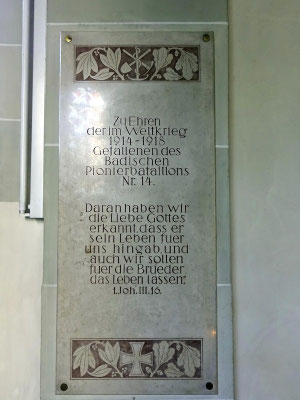 Zu Ehren
der im Weltkrieg
1914-1918
Gefallenen des
Badischen
Pionierbataillons
Nr. 14.
Daran haben wir
die Liebe Gottes
erkannt, dass er
sein Leben fuer
uns hingab, und
auch wir sollen
fuer die Brueder
das Leben lassen.
1. Joh. III. 16.